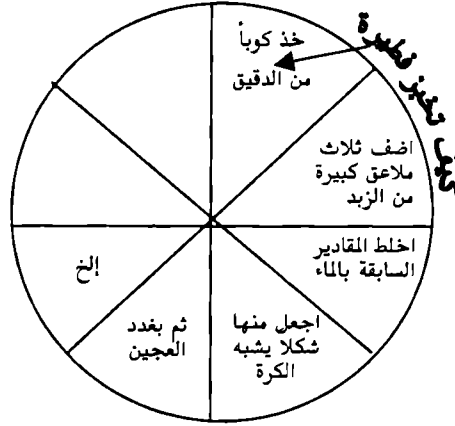 كيف تخبز فطيرة
خذ كوباً
من الدقيق
اضف ثلاث
ملاعق كبيرة
من الزبد
اخلط المقادير
السابقة بالماء
اجعل منها
شكلاً يشبه
الكرة
ثم بغدد
العجين
إلخ